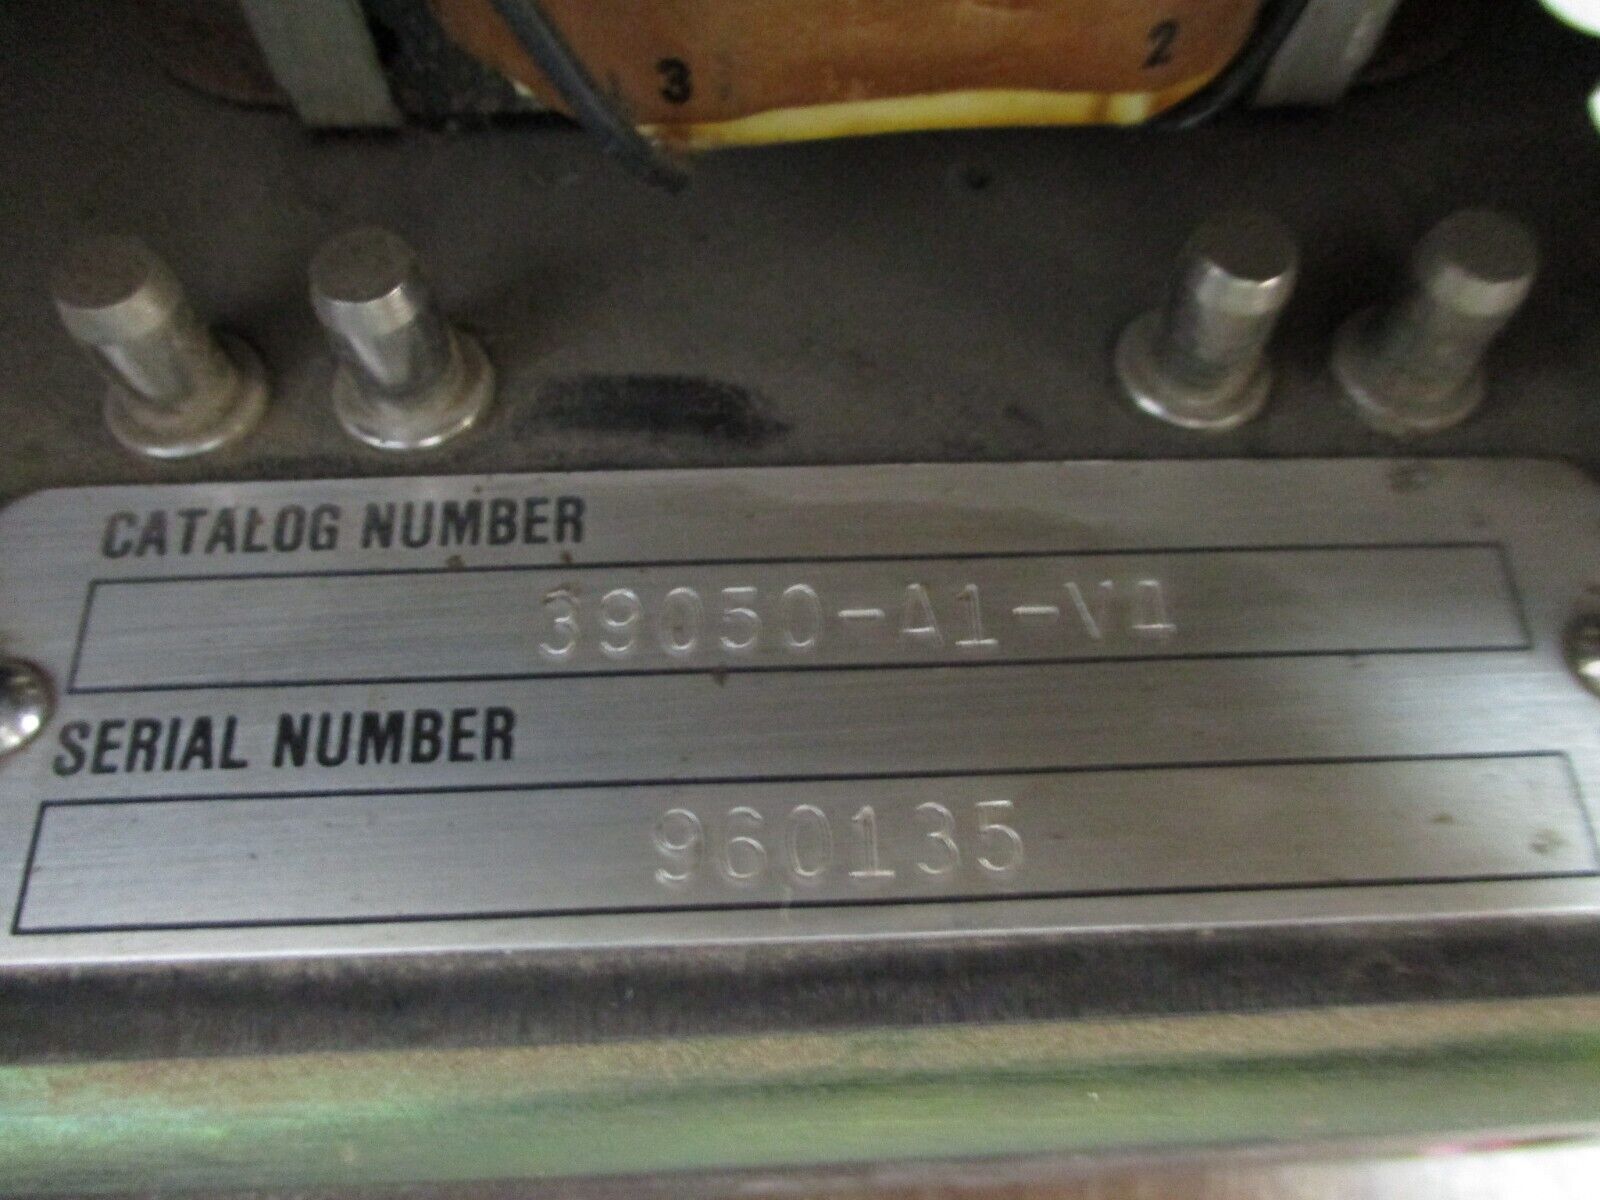 3 2
CATALOG NUMBER
39050-A1-V1
SERIAL NUMBER
960135